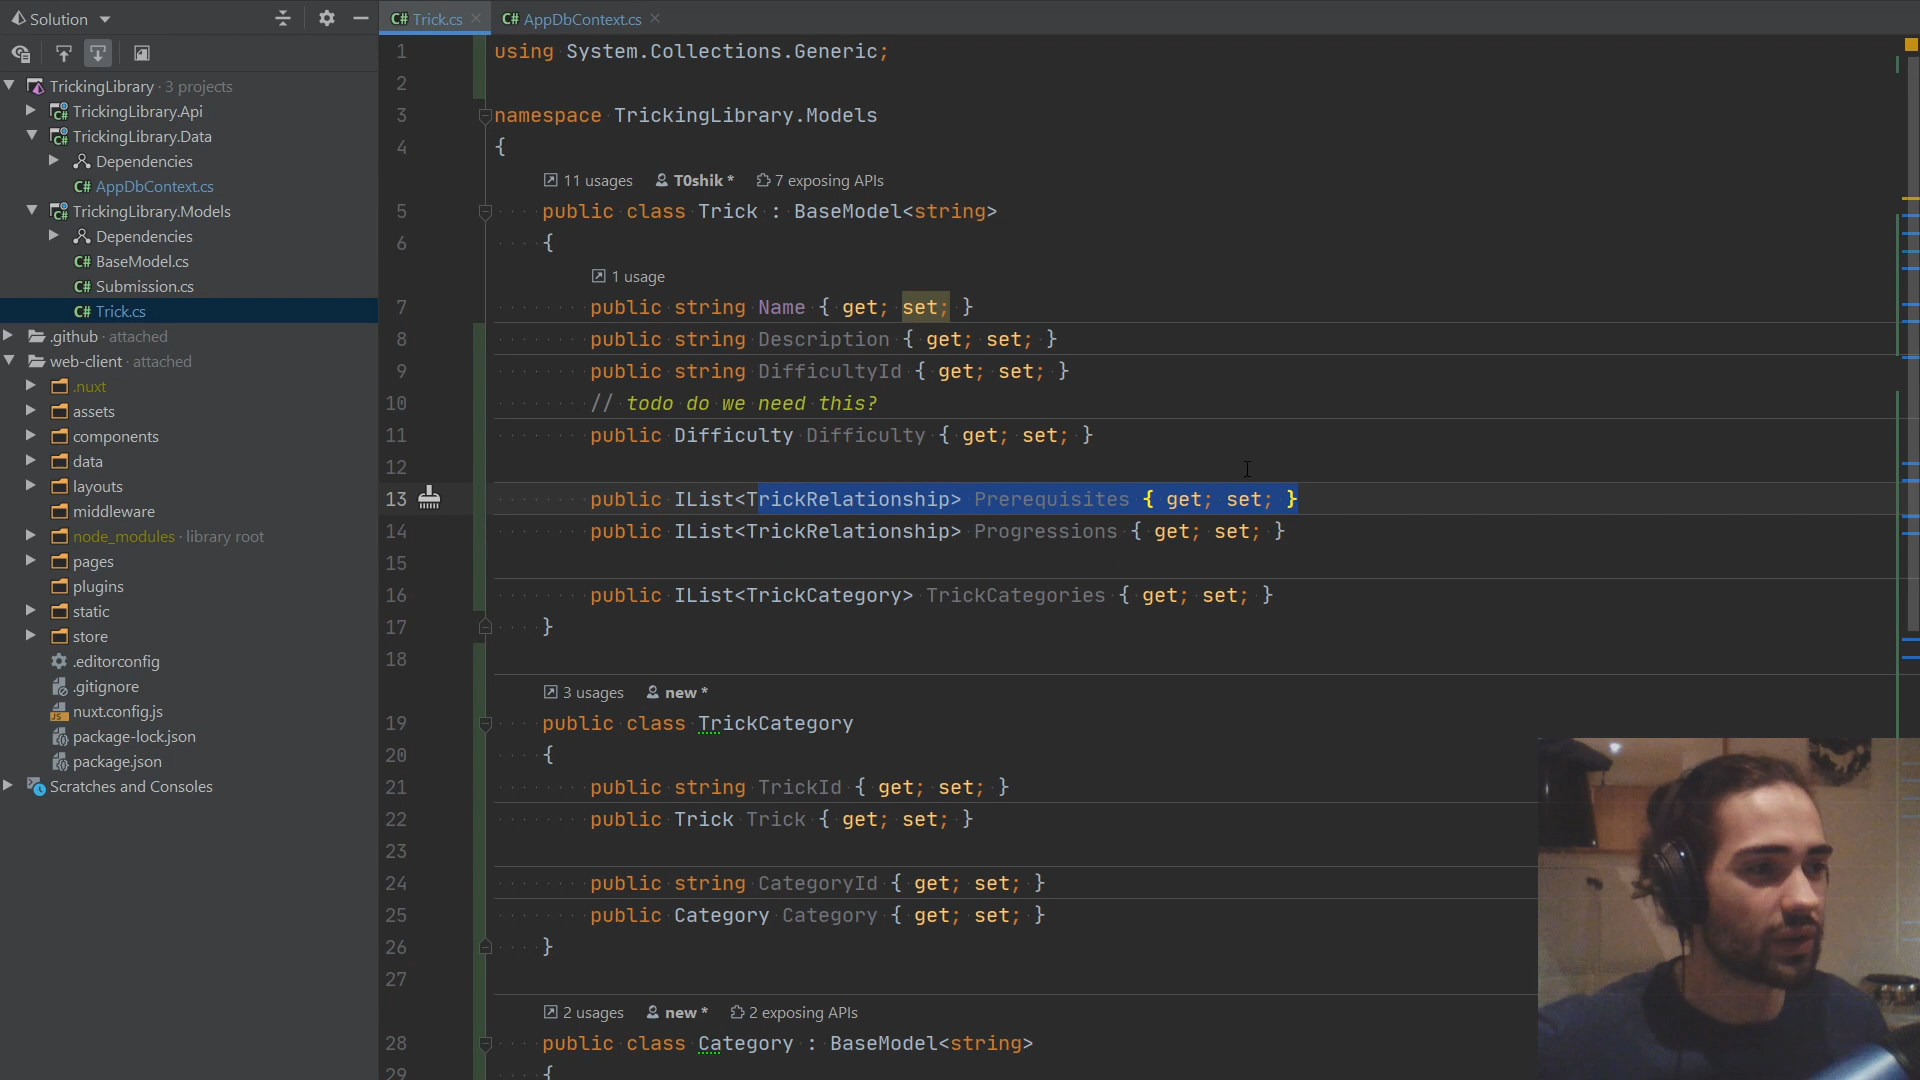 Solution
Trick.cs
AppDbContext.cs
TrickingLibrary · 3 projects
TrickingLibrary.Api
TrickingLibrary.Data
Dependencies
AppDbContext.cs
TrickingLibrary.Models
Dependencies
BaseModel.cs
Submission.cs
Trick.cs
.github · attached
web-client · attached
.nuxt
assets
components
data
layouts
middleware
node_modules · library root
pages
plugins
static
store
.editorconfig
.gitignore
nuxt.config.js
package-lock.json
package.json
Scratches and Consoles
1 using System.Collections.Generic;
2
3 namespace TrickingLibrary.Models
4 {
11 usages T0shik * 7 exposing APIs
5 public class Trick : BaseModel<string>
6 {
1 usage
7 public string Name { get; set; }
8 public string Description { get; set; }
9 public string DifficultyId { get; set; }
10 // todo do we need this?
11 public Difficulty Difficulty { get; set; }
12
13 public IList<TrickRelationship> Prerequisites { get; set; }
14 public IList<TrickRelationship> Progressions { get; set; }
15
16 public IList<TrickCategory> TrickCategories { get; set; }
17 }
18
3 usages new *
19 public class TrickCategory
20 {
21 public string TrickId { get; set; }
22 public Trick Trick { get; set; }
23
24 public string CategoryId { get; set; }
25 public Category Category { get; set; }
26 }
27
2 usages new * 2 exposing APIs
28 public class Category : BaseModel<string>
29 {